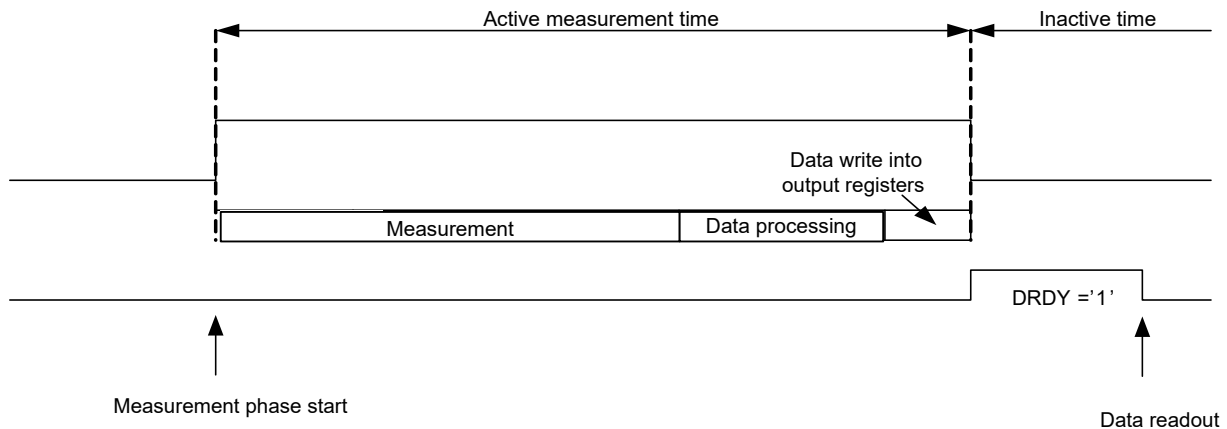 Active measurement time
Inactive time
Data write into
output registers
Measurement
Data processing
DRDY =’1’
Measurement phase start
Data readout